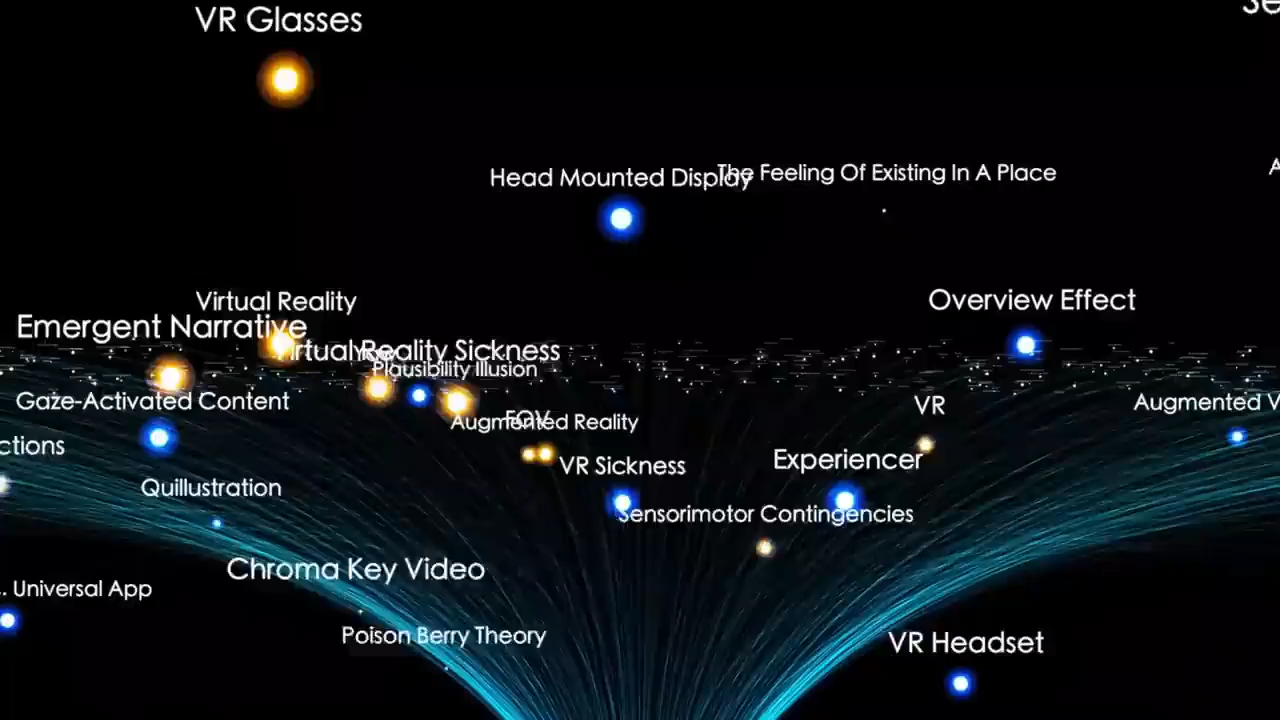 VR Glasses
Head Mounted Display
The Feeling Of Existing In A Place
Virtual Reality
Overview Effect
Emergent Narrative
Virtual Reality Sickness
Plausibility Illusion
Gaze-Activated Content
VR
Augmented V
FOV
Augmented Reality
ctions
VR Sickness
Experiencer
Quillustration
Sensorimotor Contingencies
Chroma Key Video
.. Universal App
Poison Berry Theory
VR Headset